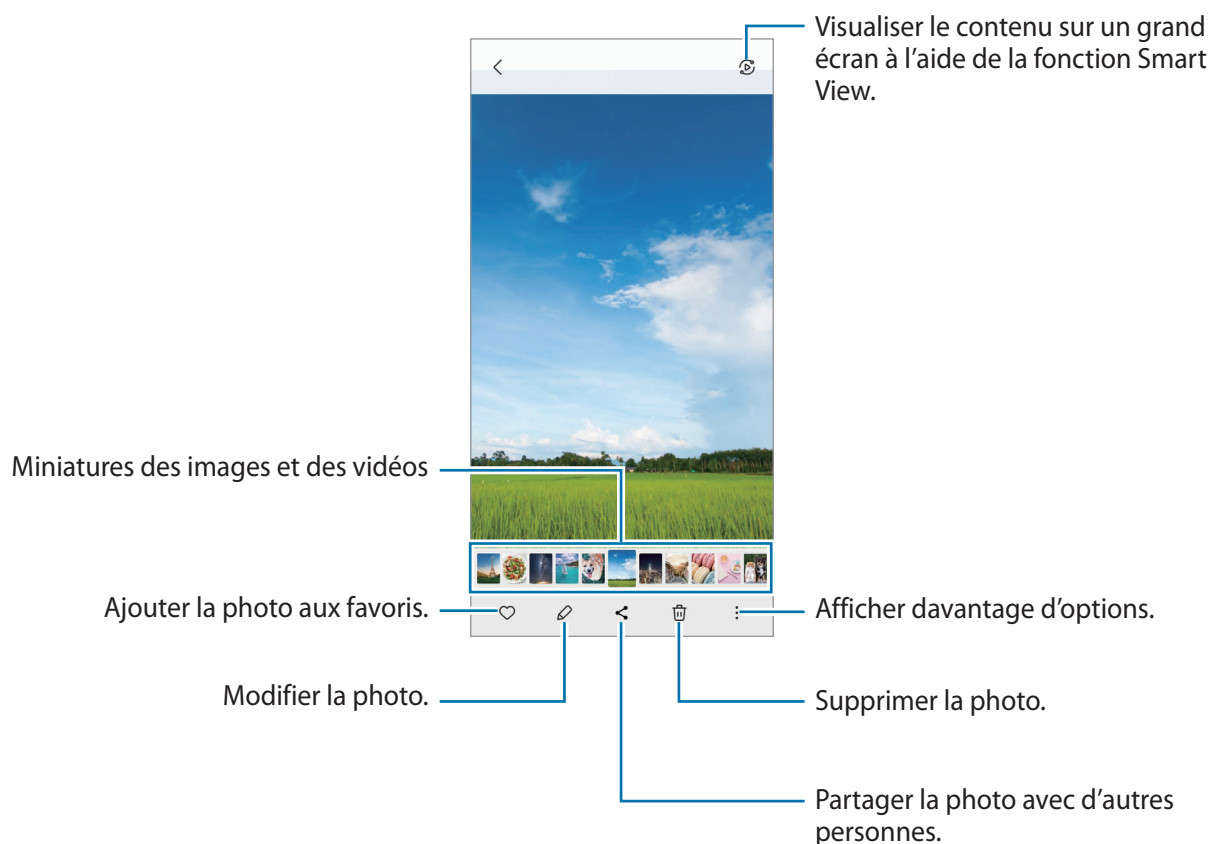 Visualiser le contenu sur un grand
écran à l’aide de la fonction Smart
View.
Miniatures des images et des vidéos
Ajouter la photo aux favoris.
Afficher davantage d’options.
Modifier la photo.
Supprimer la photo.
Partager la photo avec d’autres
personnes.